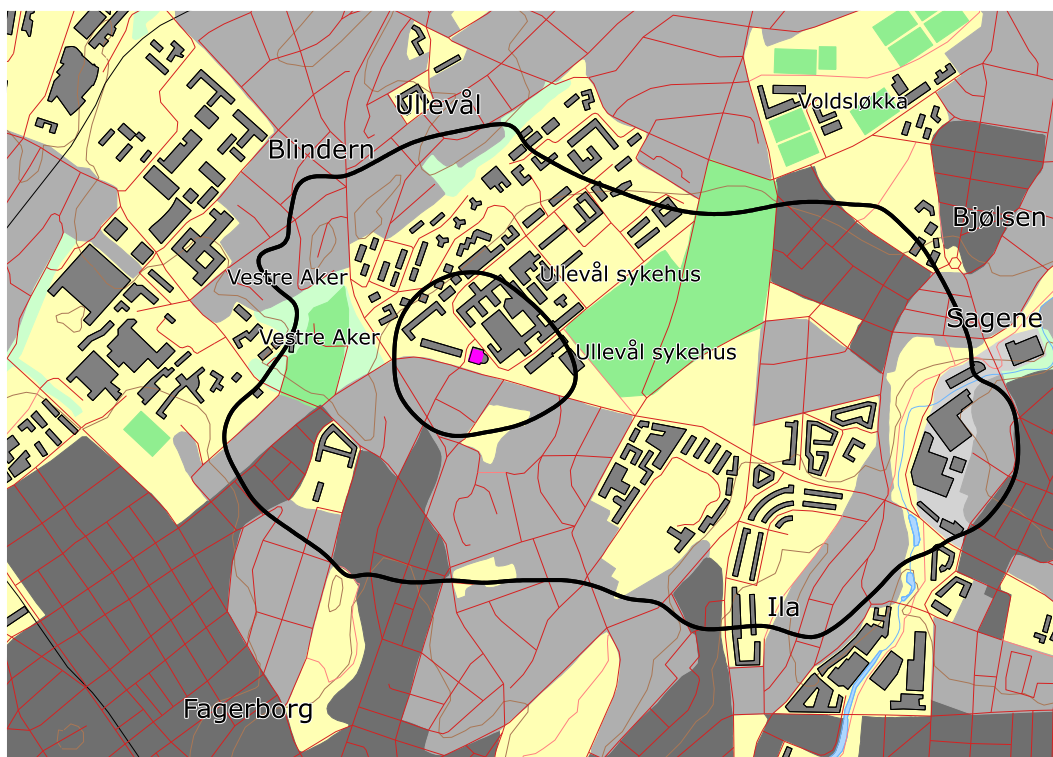 Ullevål
Voldsløkka
Blindern
Bjølsen
Vestre Aker
Ullevål sykehus
Sagene
Vestre Aker
Ullevål sykehus
Ila
Fagerborg